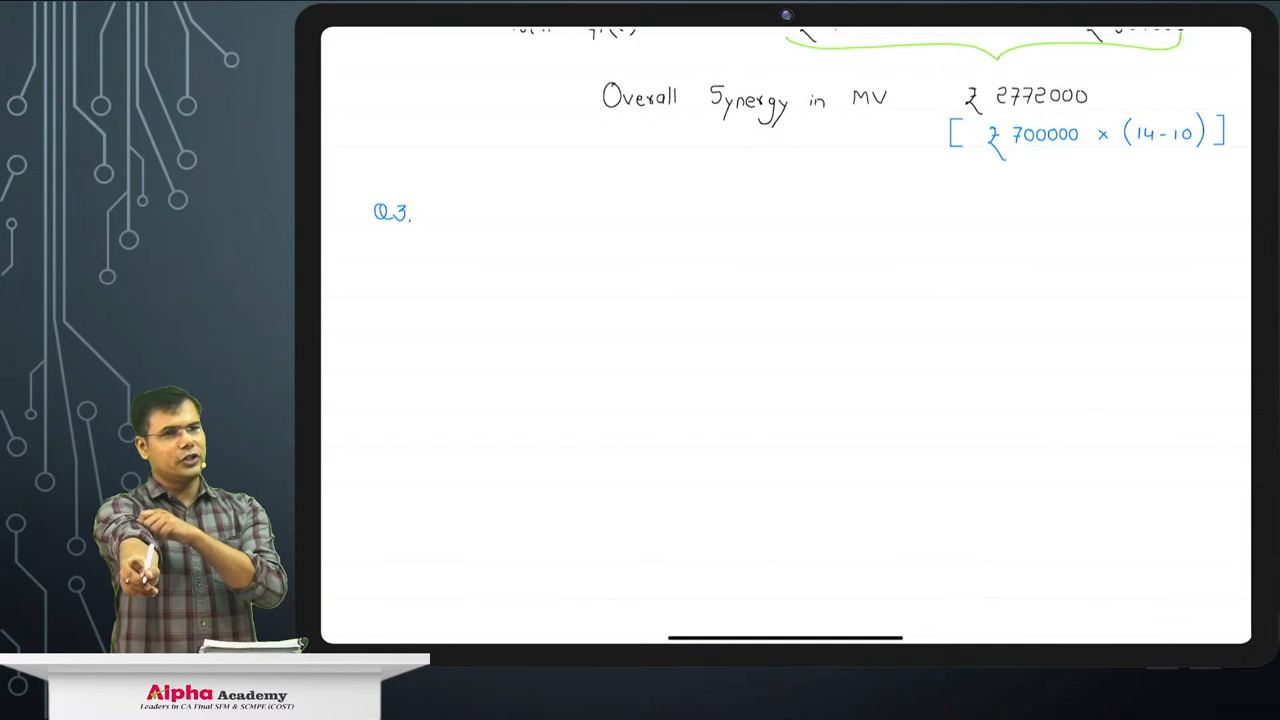 Overall Synergy in MV ₹ 2772000
[ ₹ 700000 × (14-10) ]
Q3.
Alpha Academy
Leaders in CA Final SFM & SCMPE (COST)